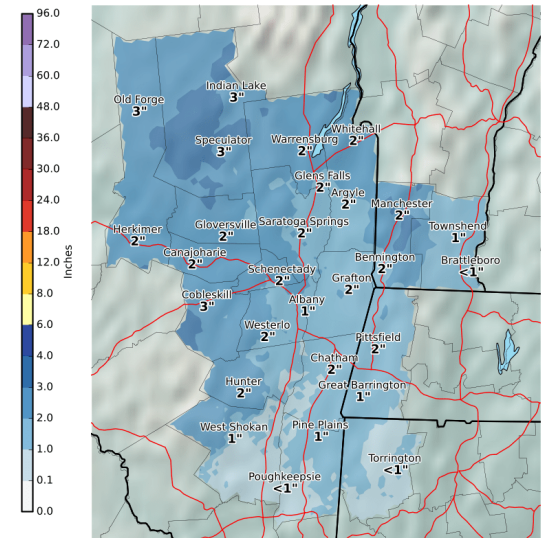 96.0
72.0
60.0
48.0
36.0
30.0
24.0
18.0
12.0
8.0
6.0
4.0
3.0
2.0
1.0
0.1
0.0
Inches
Indian Lake
3"
Old Forge
3"
Whitehall
2"
Speculator
3"
Warrensburg
2"
Glens Falls
2"
Argyle
2"
Manchester
2"
Gloversville
2"
Saratoga Springs
2"
Herkimer
2"
Townshend
1"
Canajoharie
2"
Bennington
2"
Brattleboro
<1"
Schenectady
2"
Grafton
2"
Cobleskill
3"
Albany
1"
Westerlo
2"
Pittsfield
2"
Chatham
2"
Hunter
2"
Great Barrington
1"
West Shokan
1"
Pine Plains
1"
Torrington
<1"
Poughkeepsie
<1"